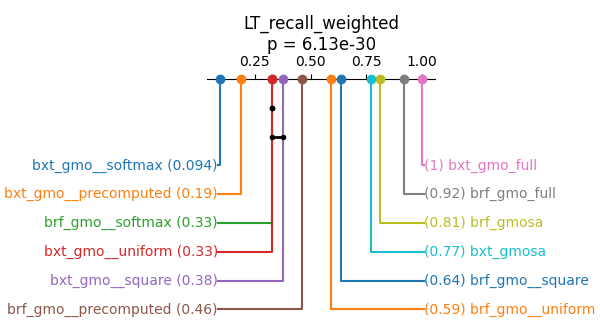 LT_recall_weighted
p = 6.13e-30
0.25 0.50 0.75 1.00
bxt_gmo__softmax (0.094) (1) bxt_gmo_full
bxt_gmo__precomputed (0.19) (0.92) brf_gmo_full
brf_gmo__softmax (0.33) (0.81) brf_gmosa
bxt_gmo__uniform (0.33) (0.77) bxt_gmosa
bxt_gmo__square (0.38) (0.64) brf_gmo__square
brf_gmo__precomputed (0.46) (0.59) brf_gmo__uniform